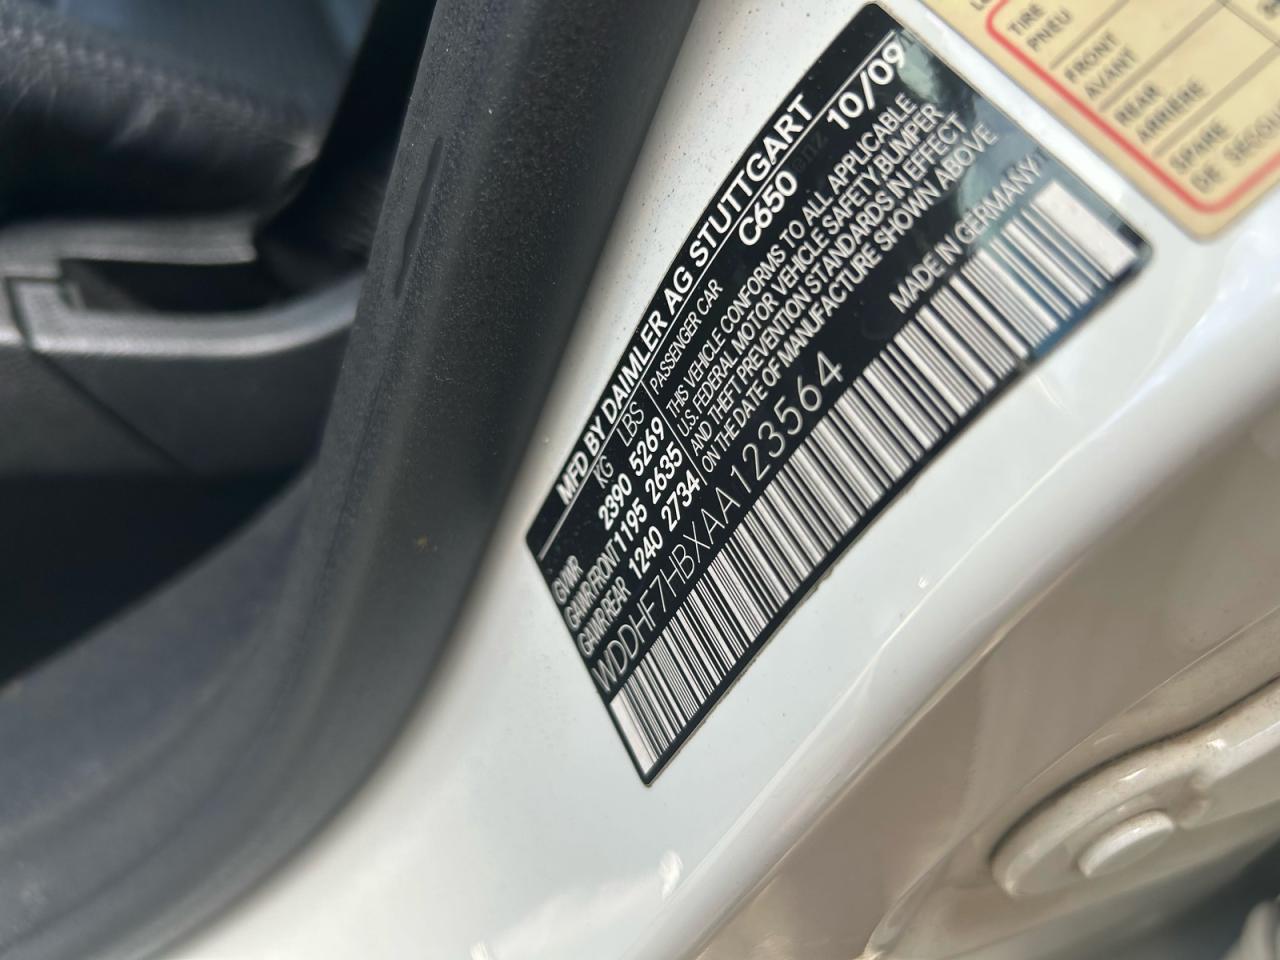 MFD BY DAIMLER AG STUTTGART 10/09
KG LBS
C650
GVWR 2390 5269
GAWR FRONT 1195 2635
GAWR REAR 1240 2734
PASSENGER CAR
THIS VEHICLE CONFORMS TO ALL APPLICABLE
U.S. FEDERAL MOTOR VEHICLE SAFETY, BUMPER
AND THEFT PREVENTION STANDARDS IN EFFECT
ON THE DATE OF MANUFACTURE SHOWN ABOVE
MADE IN GERMANY
WDDHF7HBXAA123564
TIRE
PNEU
FRONT
AVANT
REAR
ARRIÈRE
SPARE
DE